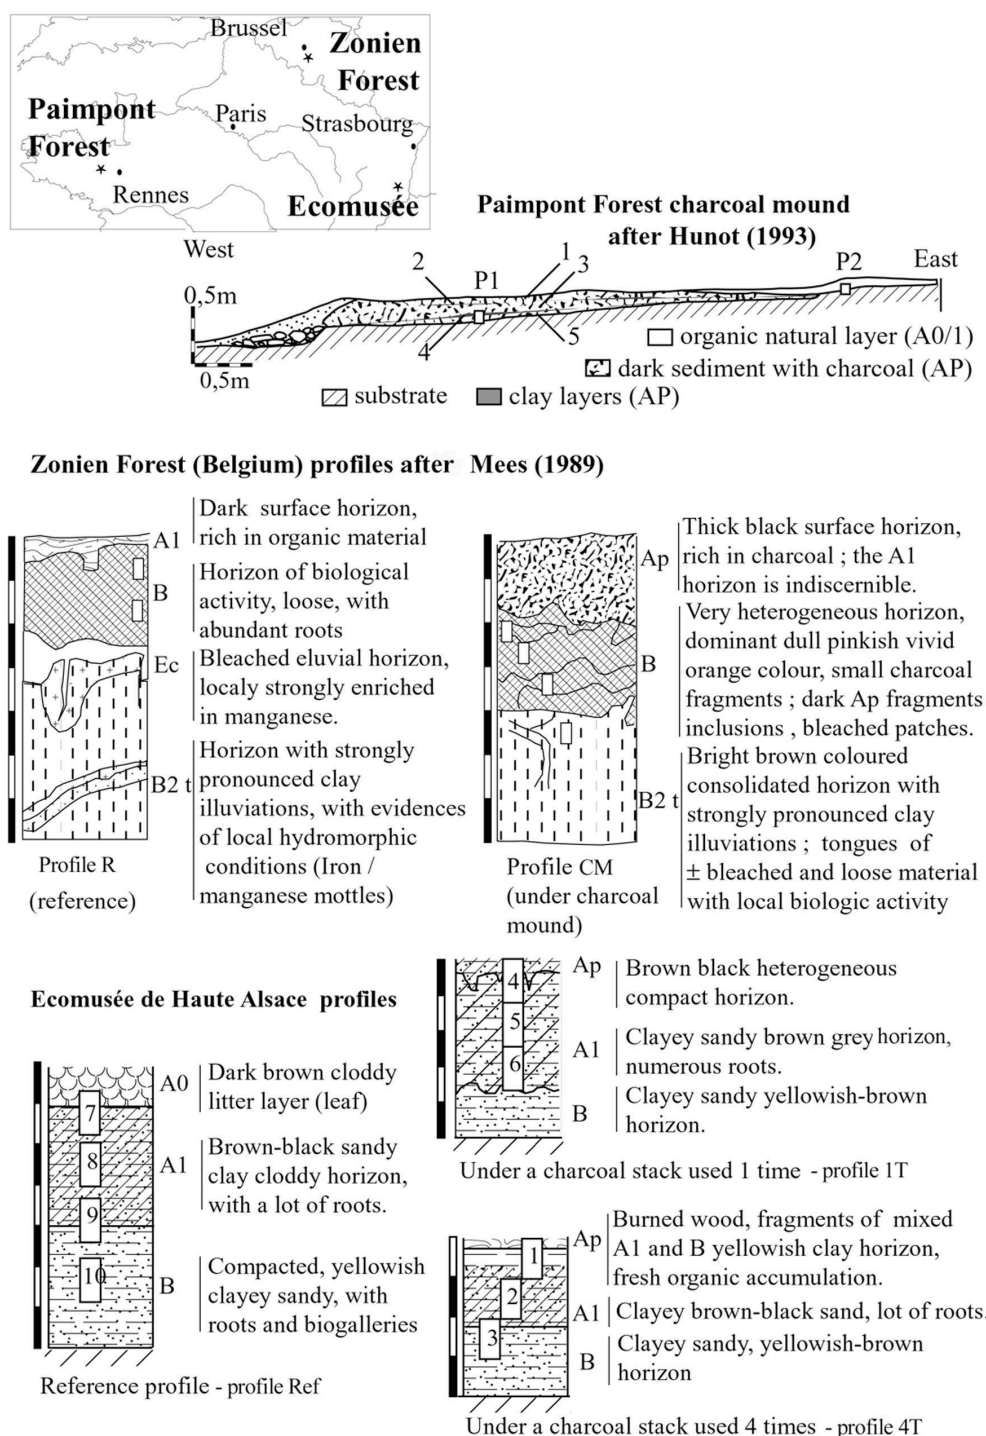 Brussel
Zonien
Forest
Paimpont
Forest
Paris
Strasbourg
Rennes
Ecomusée
Paimpont Forest charcoal mound
after Hunot (1993)
West
East
0,5m
0,5m
2
P1
1
3
P2
4
5
organic natural layer (A0/1)
dark sediment with charcoal (AP)
substrate
clay layers (AP)
Zonien Forest (Belgium) profiles after Mees (1989)
A1
Dark surface horizon,
rich in organic material
B
Horizon of biological
activity, loose, with
abundant roots
Ec
Bleached eluvial horizon,
localy strongly enriched
in manganese.
B2 t
Horizon with strongly
pronounced clay
illuviations, with evidences
of local hydromorphic
conditions (Iron /
manganese mottles)
Profile R
(reference)
Ap
Thick black surface horizon,
rich in charcoal ; the A1
horizon is indiscernible.
B
Very heterogeneous horizon,
dominant dull pinkish vivid
orange colour, small charcoal
fragments ; dark Ap fragments
inclusions , bleached patches.
B2 t
Bright brown coloured
consolidated horizon with
strongly pronounced clay
illuviations ; tongues of
± bleached and loose material
with local biologic activity
Profile CM
(under charcoal
mound)
Ecomusée de Haute Alsace profiles
A0
Dark brown cloddy
litter layer (leaf)
A1
Brown-black sandy
clay cloddy horizon,
with a lot of roots.
B
Compacted, yellowish
clayey sandy, with
roots and biogalleries
7
8
9
10
Reference profile - profile Ref
4
5
6
Ap
Brown black heterogeneous
compact horizon.
A1
Clayey sandy brown grey horizon,
numerous roots.
B
Clayey sandy yellowish-brown
horizon.
Under a charcoal stack used 1 time - profile 1T
1
2
3
Ap
Burned wood, fragments of mixed
A1 and B yellowish clay horizon,
fresh organic accumulation.
A1
Clayey brown-black sand, lot of roots.
B
Clayey sandy, yellowish-brown
horizon
Under a charcoal stack used 4 times - profile 4T